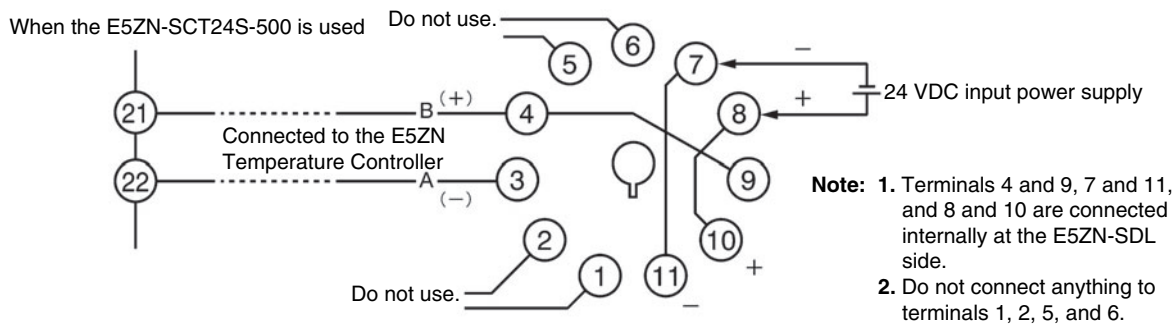 When the E5ZN-SCT24S-500 is used
Do not use.
6
5
7
−
24 VDC input power supply
+
8
21
B (+)
4
Connected to the E5ZN
Temperature Controller
22
A (−)
3
9
Note: 1. Terminals 4 and 9, 7 and 11,
and 8 and 10 are connected
internally at the E5ZN-SDL
side.
2. Do not connect anything to
terminals 1, 2, 5, and 6.
2
10
+
1
11
−
Do not use.